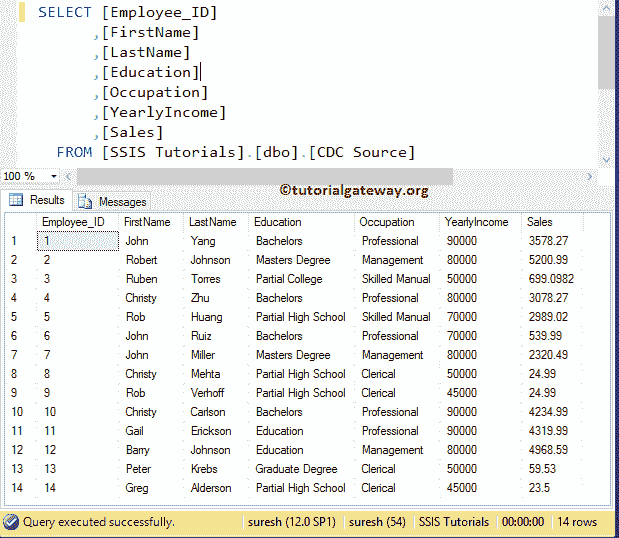 SELECT [Employee_ID]
,[FirstName]
,[LastName]
,[Education]
,[Occupation]
,[YearlyIncome]
,[Sales]
FROM [SSIS Tutorials].[dbo].[CDC Source]
100 %
©tutorialgateway.org
Results Messages
Employee_ID FirstName LastName Education Occupation YearlyIncome Sales
1 1 John Yang Bachelors Professional 90000 3578.27
2 2 Robert Johnson Masters Degree Management 80000 5200.99
3 3 Ruben Torres Partial College Skilled Manual 50000 699.0982
4 4 Christy Zhu Bachelors Professional 80000 3078.27
5 5 Rob Huang Partial High School Skilled Manual 70000 2989.02
6 6 John Ruiz Bachelors Professional 70000 539.99
7 7 John Miller Masters Degree Management 80000 2320.49
8 8 Christy Mehta Partial High School Clerical 50000 24.99
9 9 Rob Verhoff Partial High School Clerical 45000 24.99
10 10 Christy Carlson Bachelors Professional 90000 4234.99
11 11 Gail Erickson Education Professional 90000 4319.99
12 12 Barry Johnson Education Management 80000 4968.59
13 13 Peter Krebs Graduate Degree Clerical 50000 59.53
14 14 Greg Alderson Partial High School Clerical 45000 23.5
Query executed successfully. suresh (12.0 SP1) suresh (54) SSIS Tutorials 00:00:00 14 rows